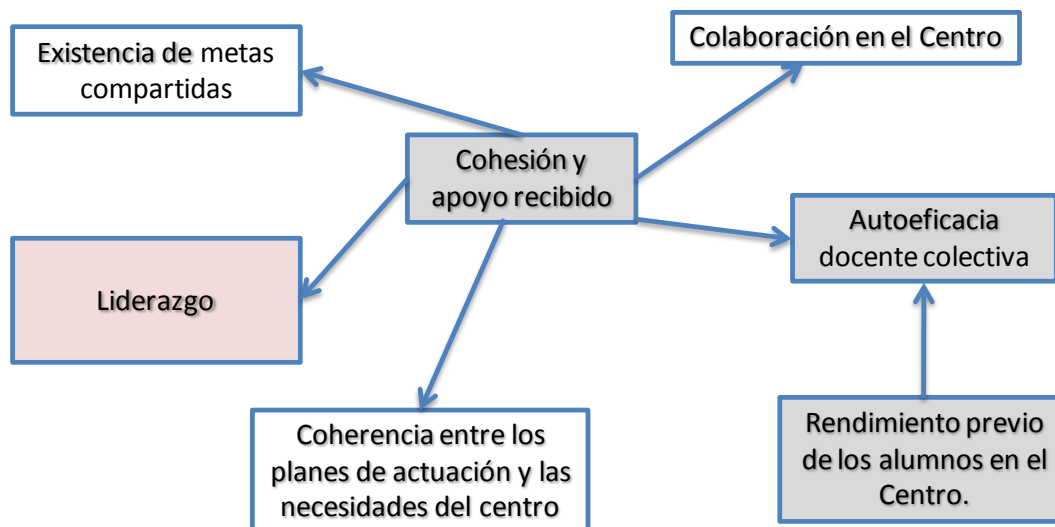 Existencia de metas
compartidas
Colaboración en el Centro
Cohesión y
apoyo recibido
Autoeficacia
docente colectiva
Liderazgo
Coherencia entre los
planes de actuación y las
necesidades del centro
Rendimiento previo
de los alumnos en el
Centro.